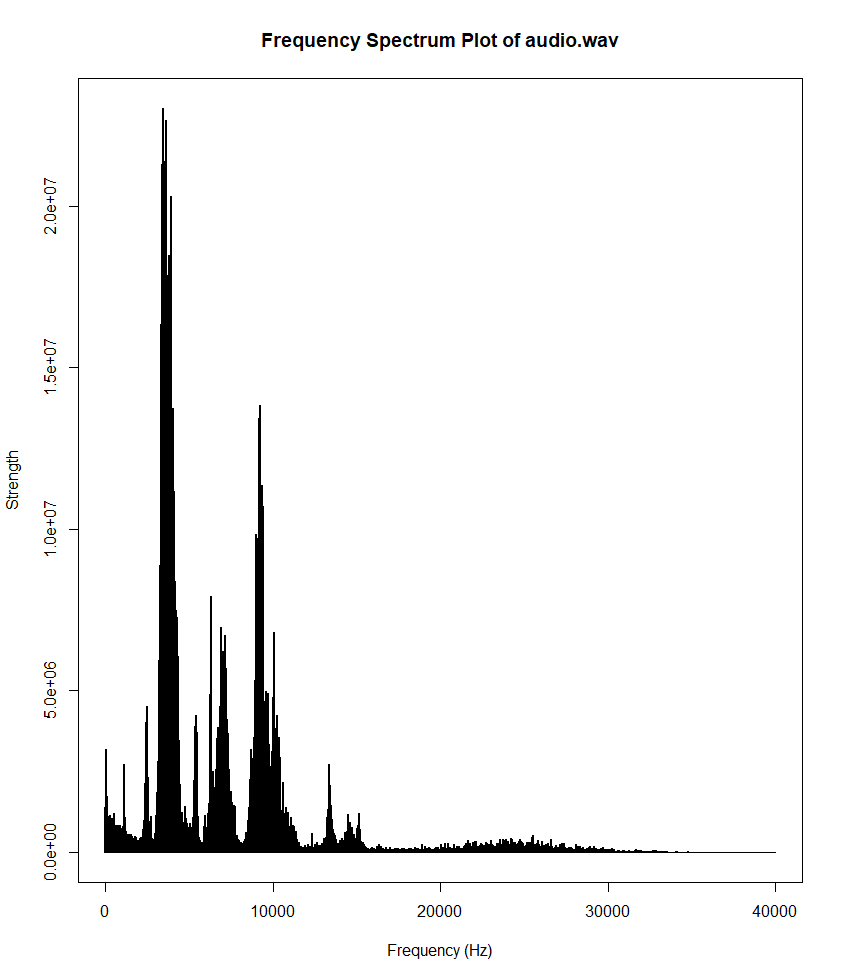 Frequency Spectrum Plot of audio.wav
Strength
2.0e+07
1.5e+07
1.0e+07
5.0e+06
0.0e+00
0 10000 20000 30000 40000
Frequency (Hz)